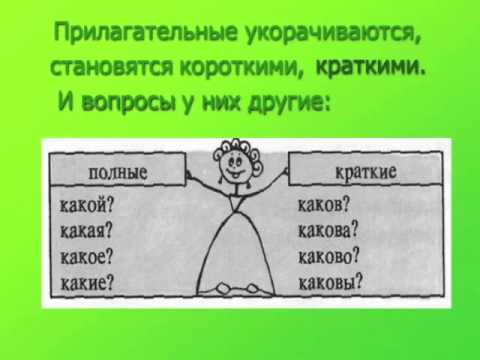 Прилагательные укорачиваются,
становятся короткими, краткими.
И вопросы у них другие:
полные
какой?
какая?
какое?
какие?
краткие
каков?
какова?
каково?
каковы?